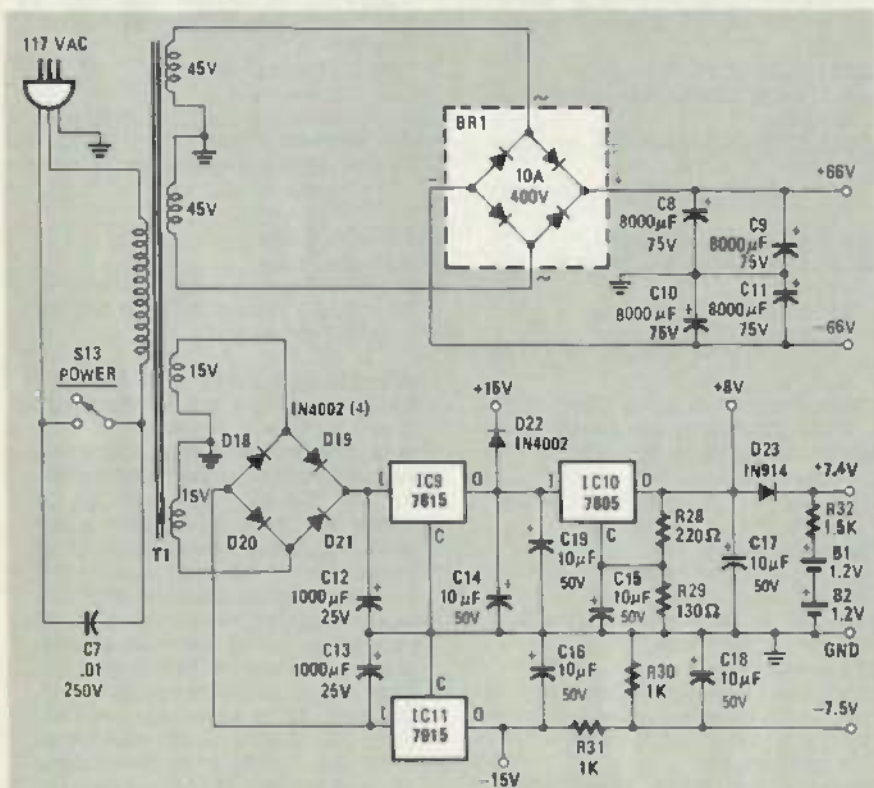 117 VAC
45V
45V
BR1
10A
400V
+66V
C8
8000µF
75V
C9
8000µF
75V
C10
8000µF
75V
C11
8000µF
75V
-66V
S13
POWER
15V
15V
T1
C7
.01
250V
1N4002 (4)
D18
D19
D20
D21
+15V
D22
1N4002
+8V
D23
1N914
+7.4V
I
IC9
7815
O
C
I
IC10
7805
O
C
R28
220Ω
R29
130Ω
C17
10µF
50V
R32
1.5K
B1
1.2V
B2
1.2V
GND
C12
1000µF
25V
C14
10µF
50V
C19
10µF
50V
C15
10µF
50V
C13
1000µF
25V
C
I
IC11
7915
O
C16
10µF
50V
R30
1K
C18
10µF
50V
R31
1K
-15V
-7.5V